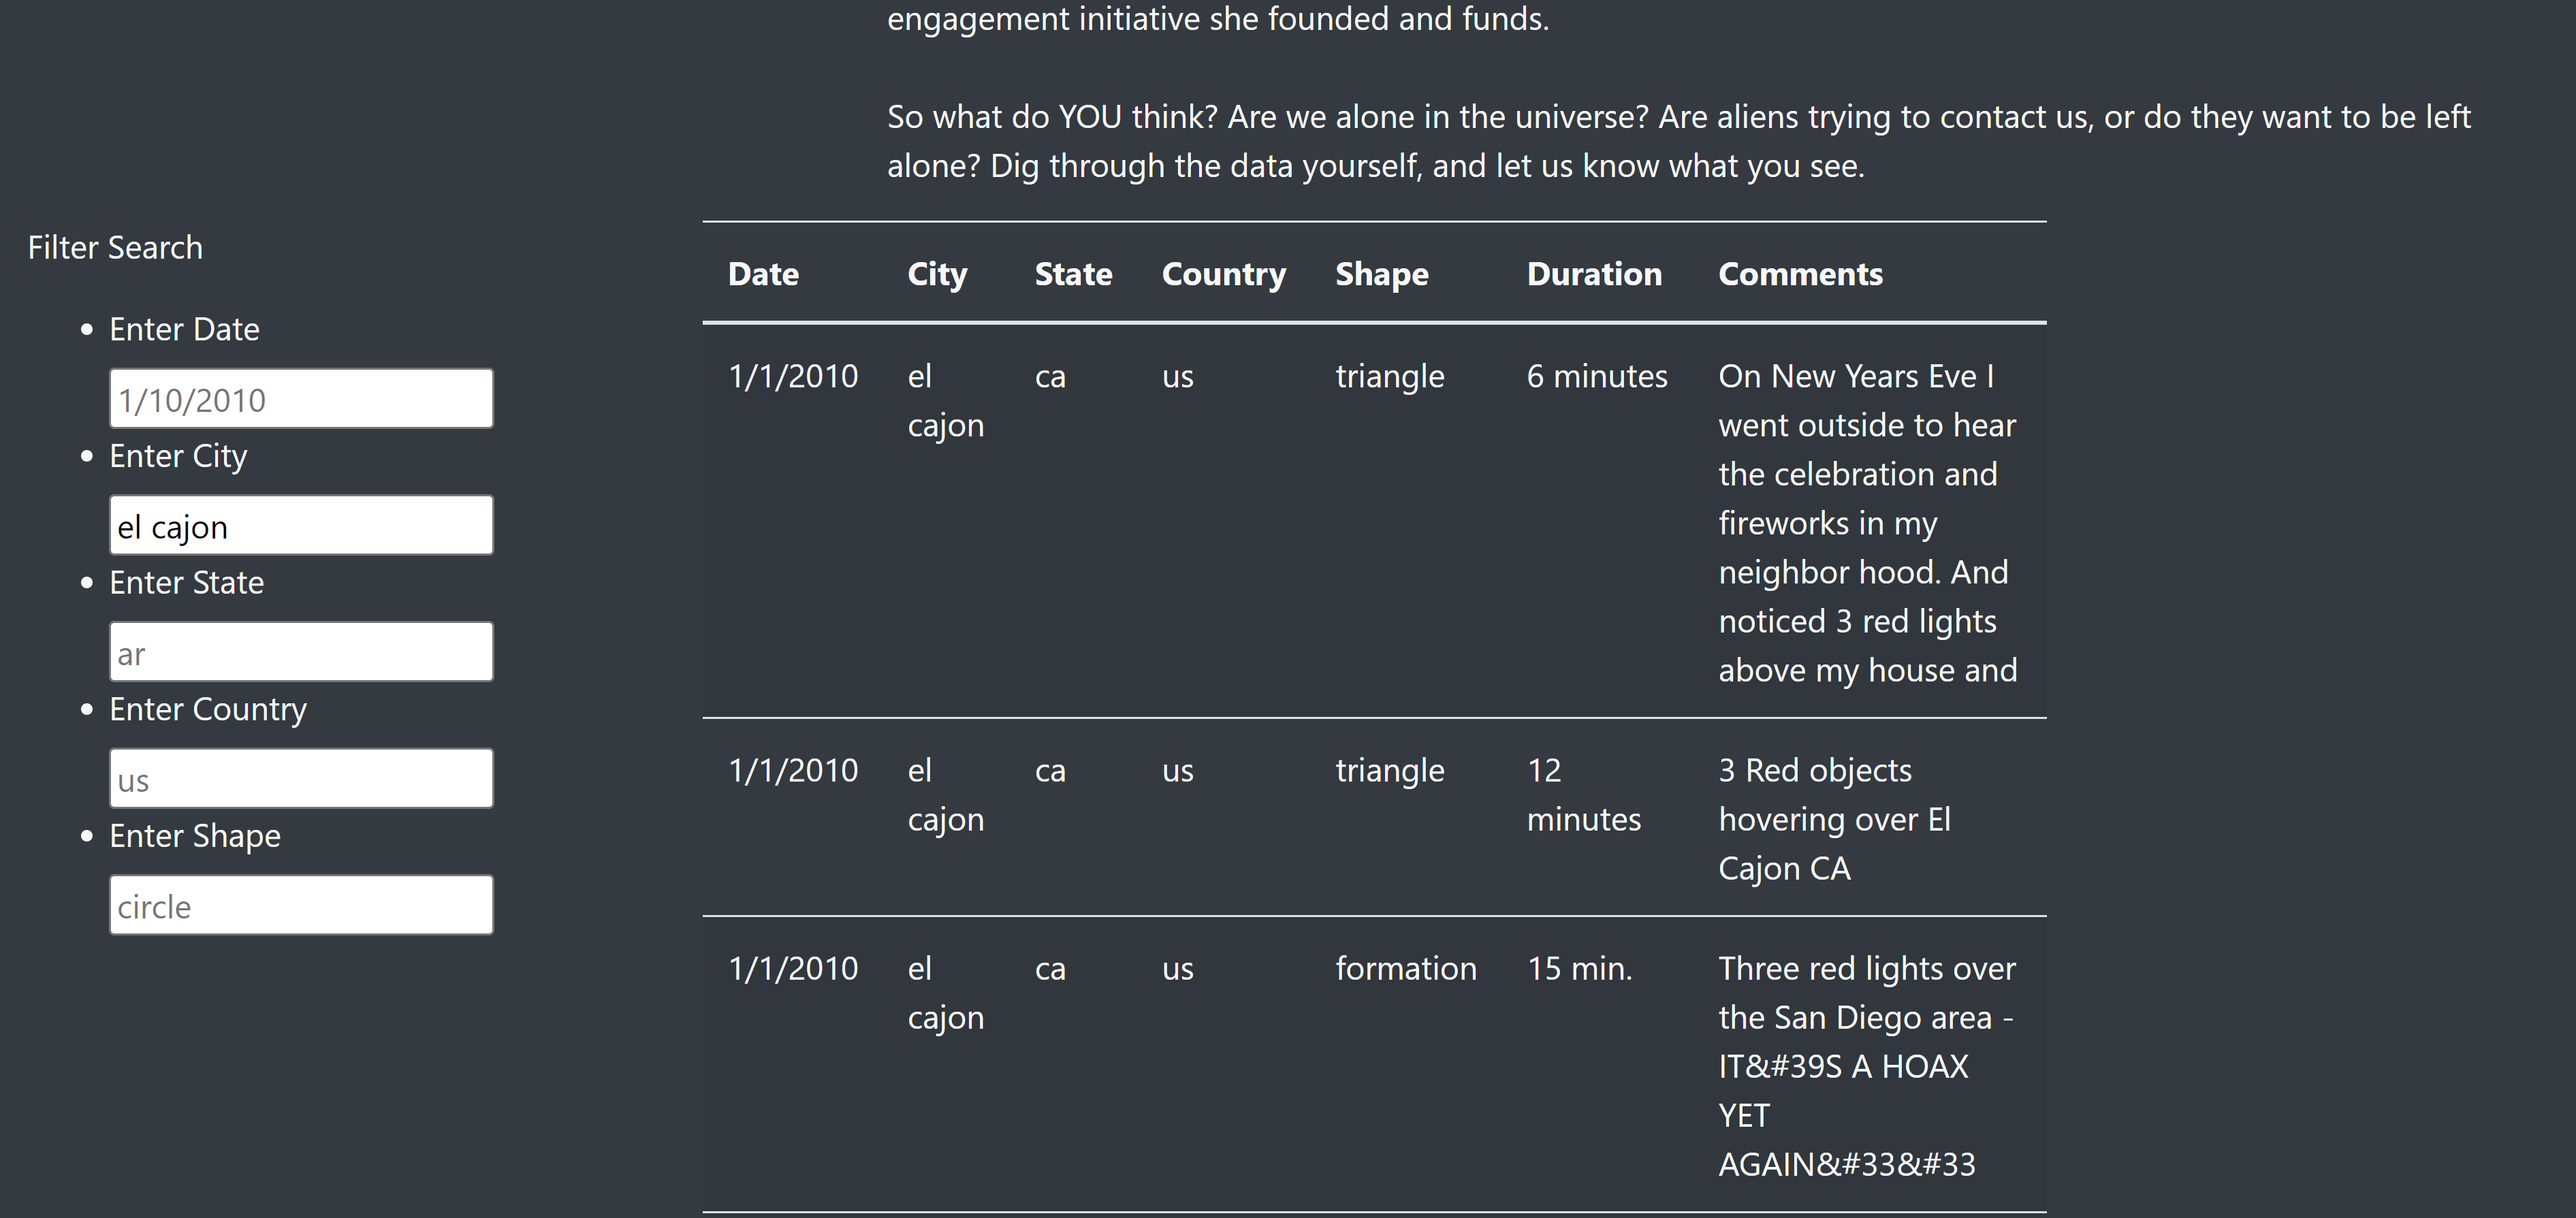 engagement initiative she founded and funds.
So what do YOU think? Are we alone in the universe? Are aliens trying to contact us, or do they want to be left
alone? Dig through the data yourself, and let us know what you see.
Filter Search
Enter Date
1/10/2010
Enter City
el cajon
Enter State
ar
Enter Country
us
Enter Shape
circle
Date City State Country Shape Duration Comments
1/1/2010 el ca us triangle 6 minutes On New Years Eve I
cajon went outside to hear
the celebration and
fireworks in my
neighbor hood. And
noticed 3 red lights
above my house and
1/1/2010 el ca us triangle 12 3 Red objects
cajon minutes hovering over El
Cajon CA
1/1/2010 el ca us formation 15 min. Three red lights over
cajon the San Diego area -
IT&#39S A HOAX
YET
AGAIN&#33&#33